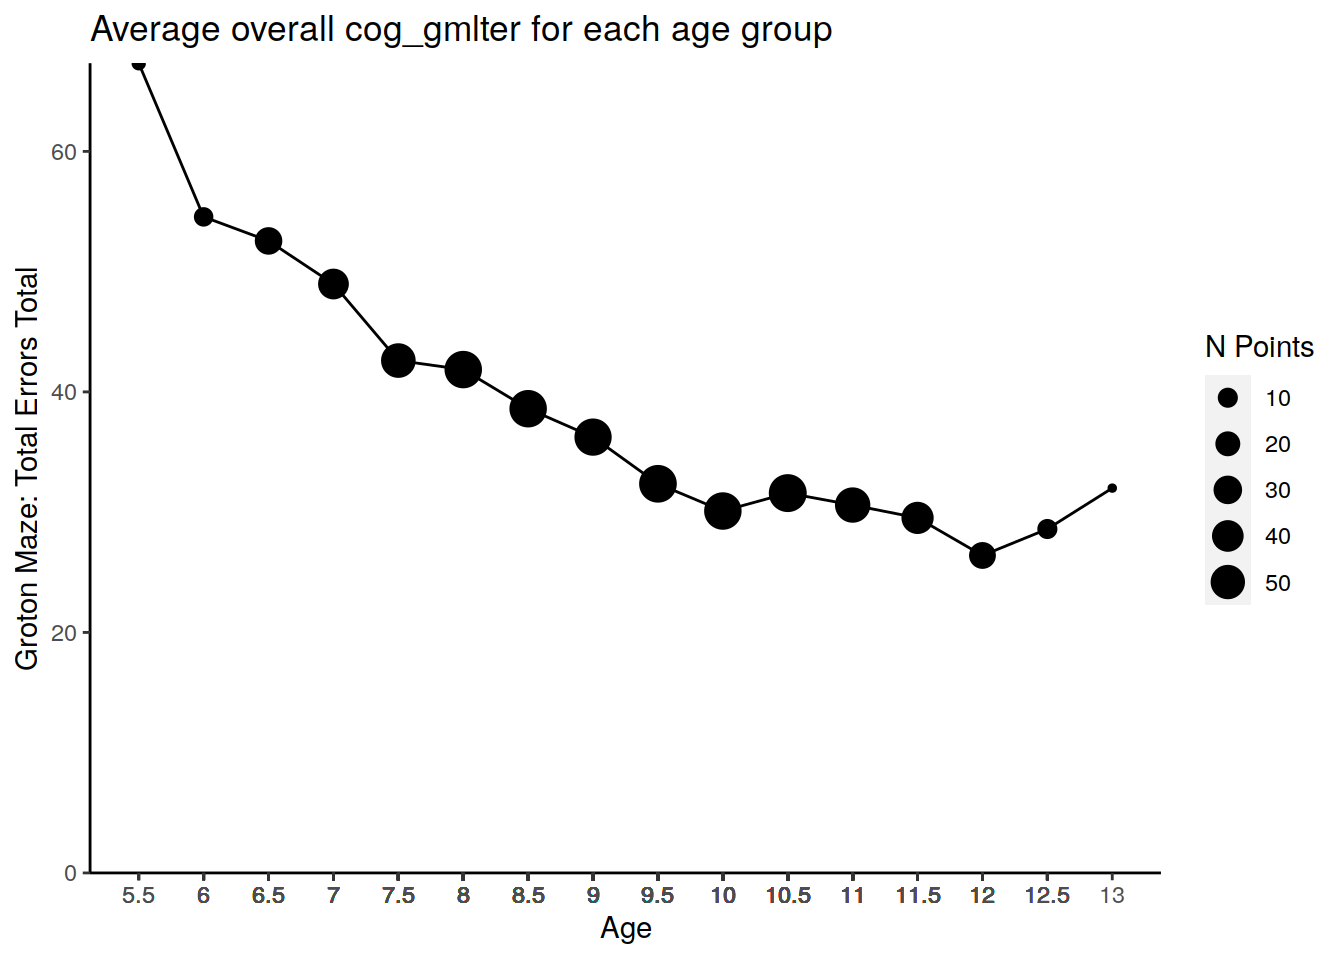 Average overall cog_gmlter for each age group
Groton Maze: Total Errors Total
60
40
20
0
5.5 6 6.5 7 7.5 8 8.5 9 9.5 10 10.5 11 11.5 12 12.5 13
Age
N Points
10
20
30
40
50